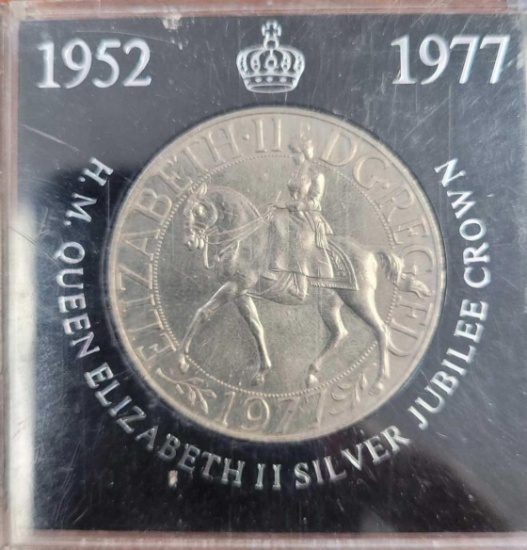 1952
1977
H. M. QUEEN ELIZABETH II SILVER JUBILEE CROWN
ELIZABETH·II D·G·REG·F·D
1977